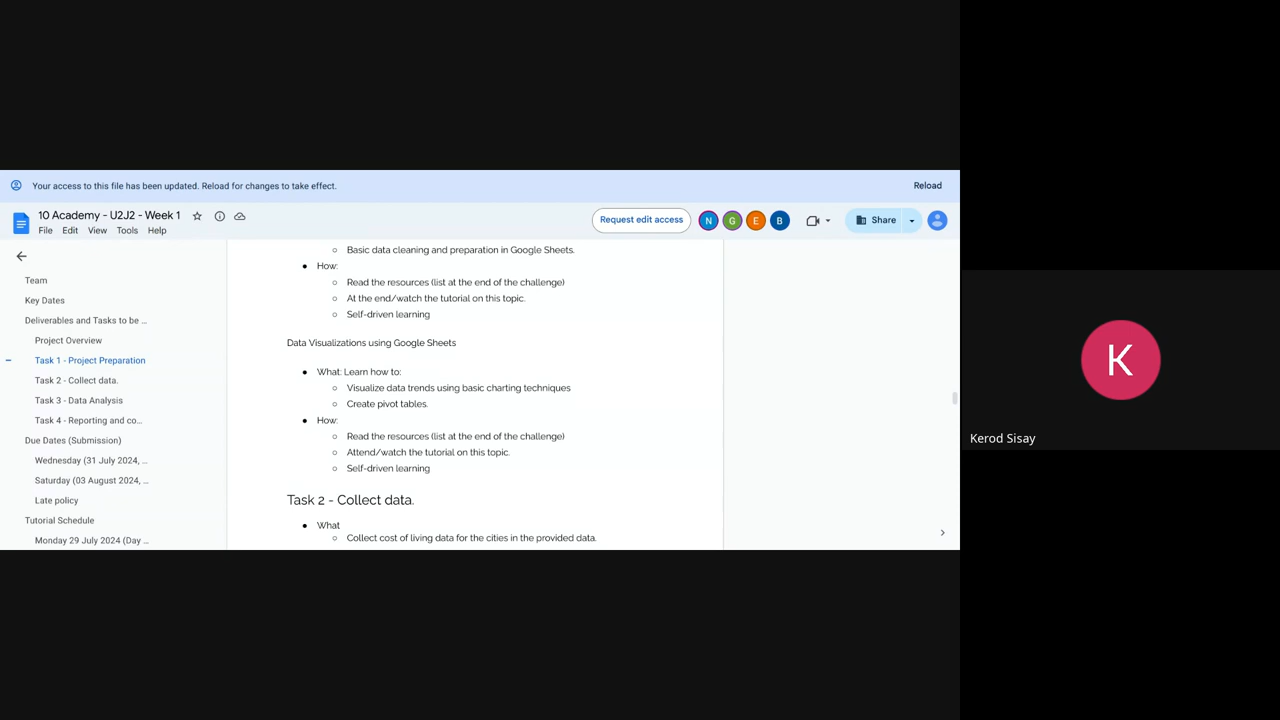 Your access to this file has been updated. Reload for changes to take effect.
Reload
10 Academy - U2J2 - Week 1
File Edit View Tools Help
Request edit access
N
G
E
B
Share
Team
Key Dates
Deliverables and Tasks to be ...
Project Overview
Task 1 - Project Preparation
Task 2 - Collect data.
Task 3 - Data Analysis
Task 4 - Reporting and co...
Due Dates (Submission)
Wednesday (31 July 2024, ...
Saturday (03 August 2024, ...
Late policy
Tutorial Schedule
Monday 29 July 2024 (Day ...
Basic data cleaning and preparation in Google Sheets.
How:
Read the resources (list at the end of the challenge)
At the end/watch the tutorial on this topic.
Self-driven learning
Data Visualizations using Google Sheets
What: Learn how to:
Visualize data trends using basic charting techniques
Create pivot tables.
How:
Read the resources (list at the end of the challenge)
Attend/watch the tutorial on this topic.
Self-driven learning
Task 2 - Collect data.
What
Collect cost of living data for the cities in the provided data.
K
Kerod Sisay